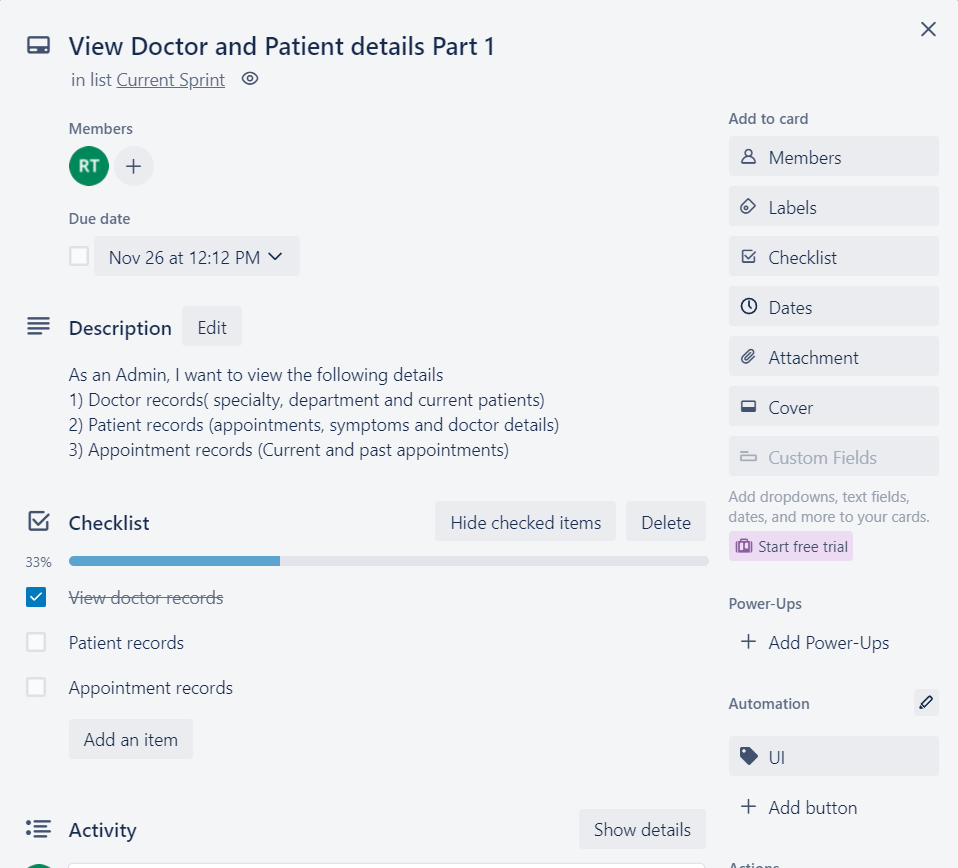 View Doctor and Patient details Part 1
in list Current Sprint
Members
RT
Due date
Nov 26 at 12:12 PM
Description Edit
As an Admin, I want to view the following details
1) Doctor records( specialty, department and current patients)
2) Patient records (appointments, symptoms and doctor details)
3) Appointment records (Current and past appointments)
Checklist Hide checked items Delete
33%
View doctor records
Patient records
Appointment records
Add an item
Activity Show details
Add to card
Members
Labels
Checklist
Dates
Attachment
Cover
Custom Fields
Add dropdowns, text fields,
dates, and more to your cards.
Start free trial
Power-Ups
+ Add Power-Ups
Automation
UI
+ Add button
Actions